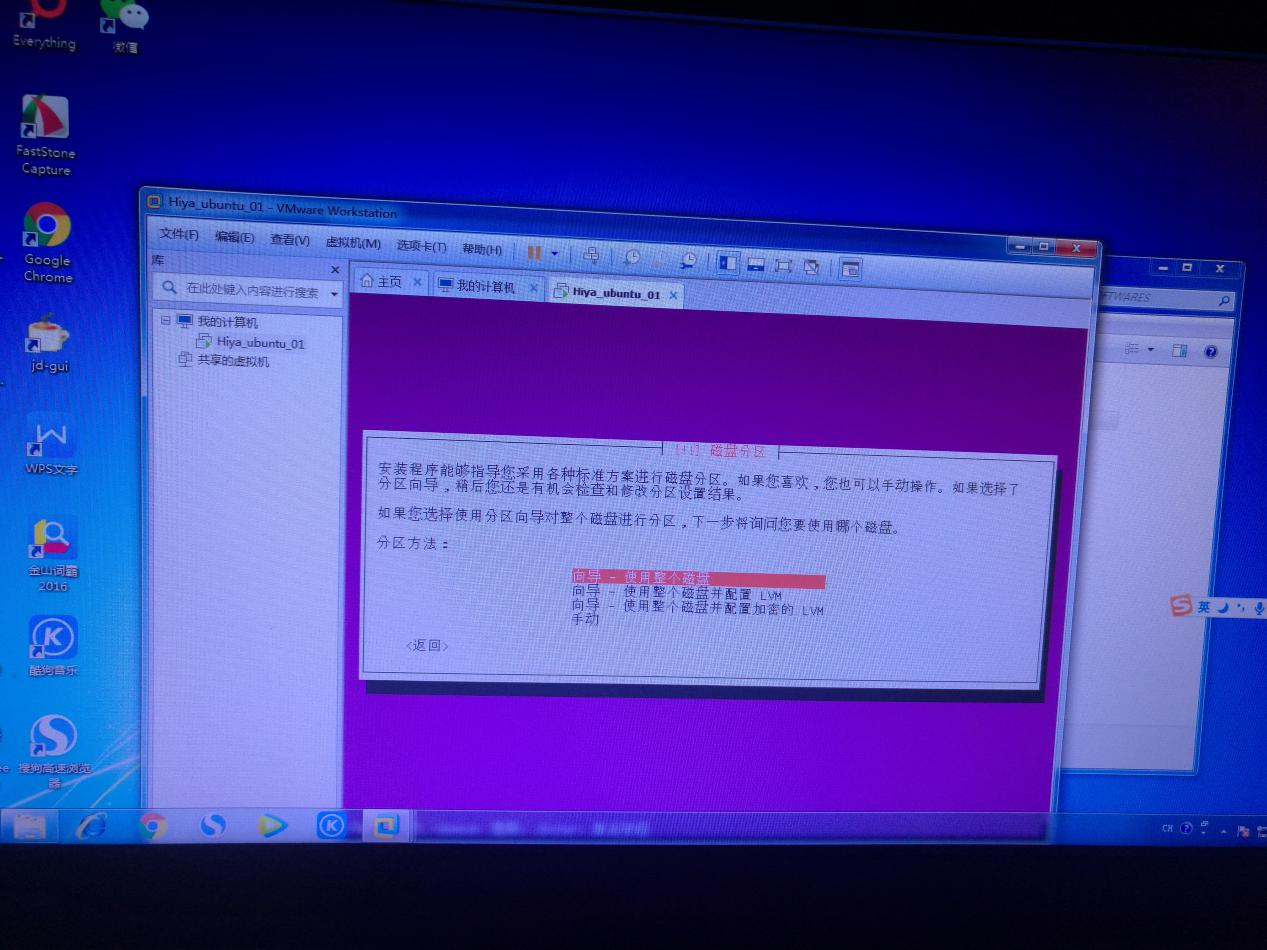 Everything
微信
FastStone
Capture
Google
Chrome
jd-gui
WPS文字
金山词霸
2016
酷狗音乐
搜狗高速浏览
器
Hiya_ubuntu_01 - VMware Workstation
文件(F) 编辑(E) 查看(V) 虚拟机(M) 选项卡(T) 帮助(H)
库
在此处键入内容进行搜索
我的计算机
Hiya_ubuntu_01
共享的虚拟机
主页 我的计算机 Hiya_ubuntu_01
[!!] 磁盘分区
安装程序能够指导您采用各种标准方案进行磁盘分区。如果您喜欢,您也可以手动操作。如果选择了
分区向导,稍后您还是有机会检查和修改分区设置结果。
如果您选择使用分区向导对整个磁盘进行分区,下一步将询问您要使用哪个磁盘。
分区方法:
向导 - 使用整个磁盘
向导 - 使用整个磁盘并配置 LVM
向导 - 使用整个磁盘并配置加密的 LVM
手动
<返回>
英
CH